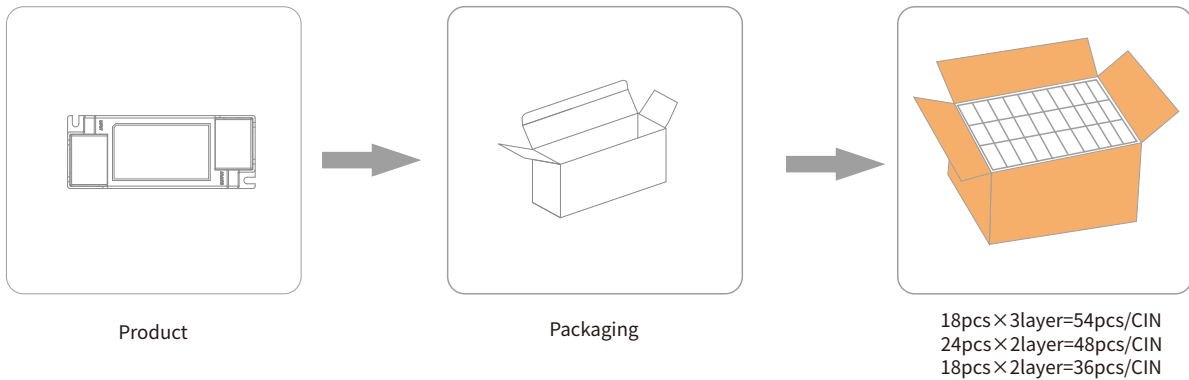 Product
Packaging
18pcs×3layer=54pcs/CIN
24pcs×2layer=48pcs/CIN
18pcs×2layer=36pcs/CIN